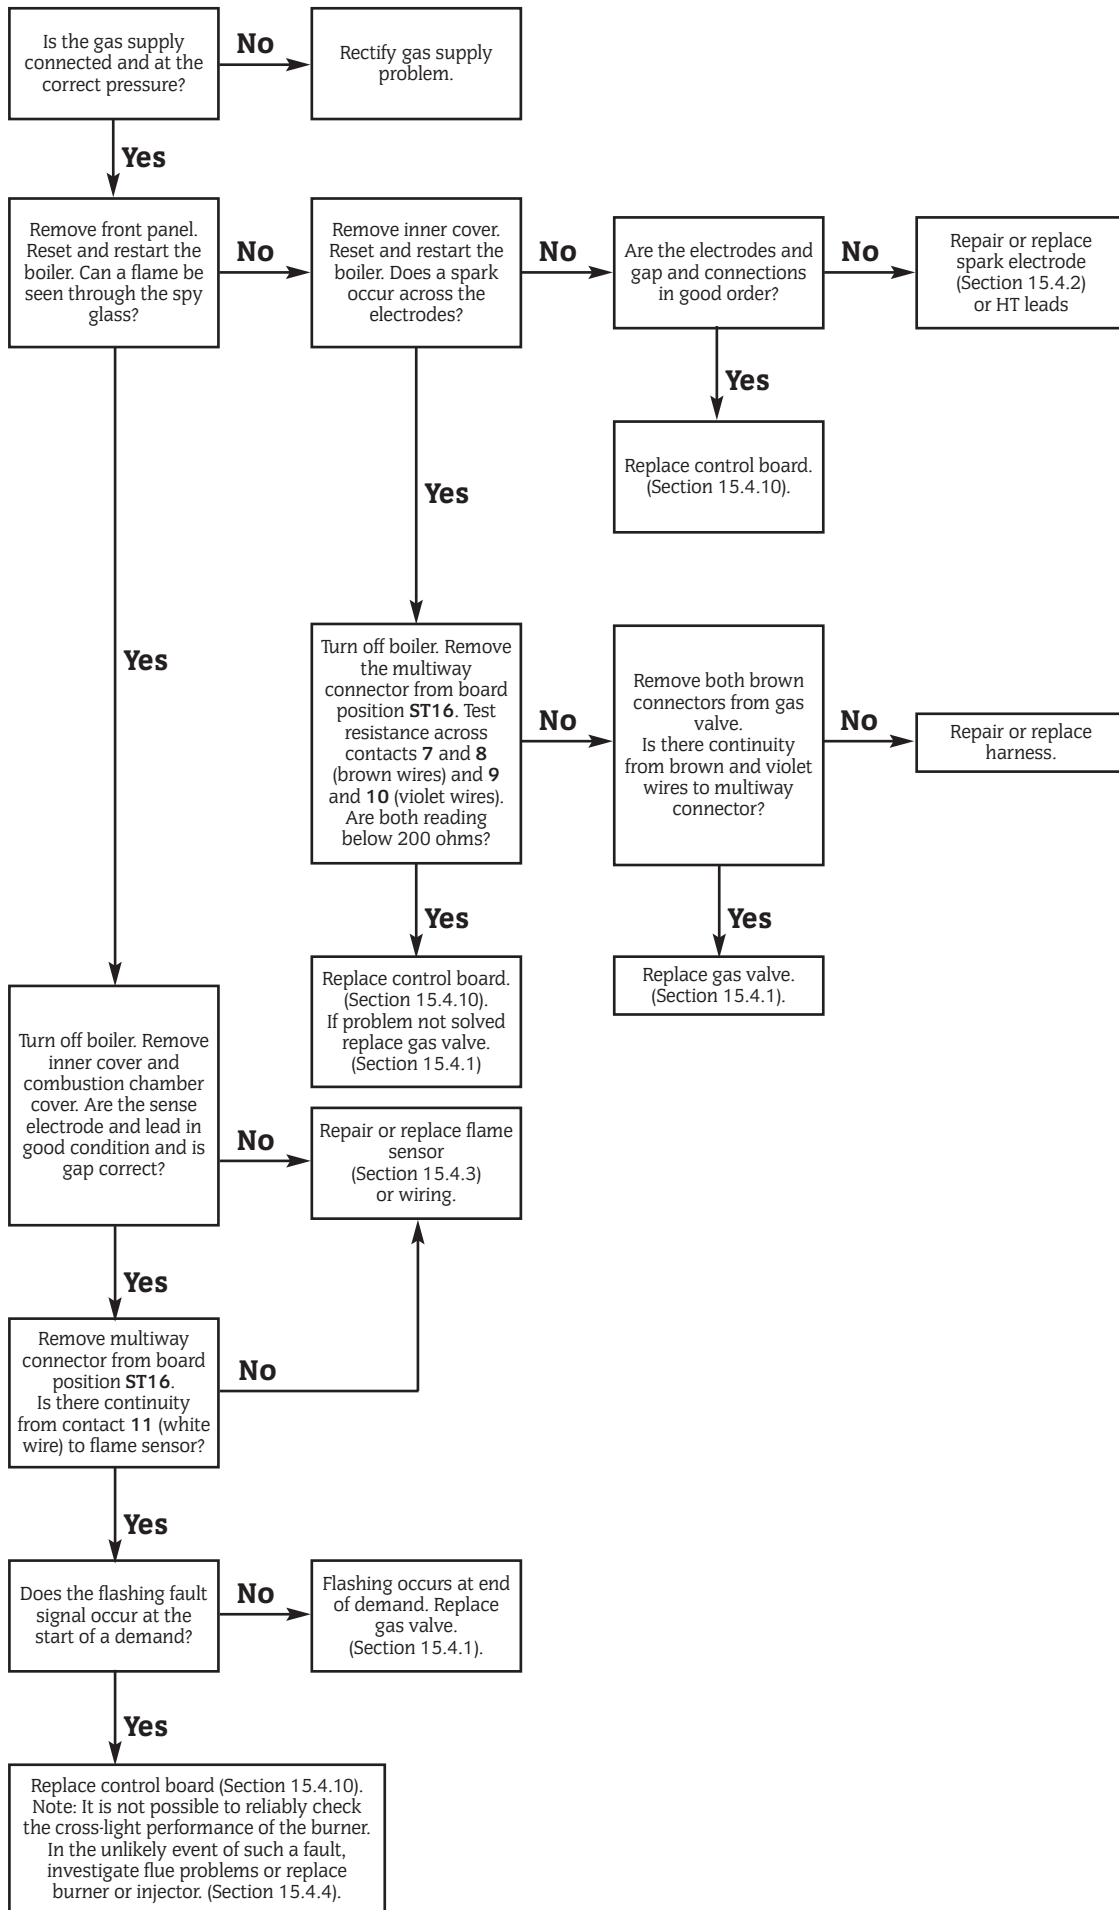 Is the gas supply
connected and at the
correct pressure?
No
Rectify gas supply
problem.
Yes
Remove front panel.
Reset and restart the
boiler. Can a flame be
seen through the spy
glass?
No
Remove inner cover.
Reset and restart the
boiler. Does a spark
occur across the
electrodes?
No
Are the electrodes and
gap and connections
in good order?
No
Repair or replace
spark electrode
(Section 15.4.2)
or HT leads
Yes
Replace control board.
(Section 15.4.10).
Yes
Yes
Turn off boiler. Remove
the multiway
connector from board
position ST16. Test
resistance across
contacts 7 and 8
(brown wires) and 9
and 10 (violet wires).
Are both reading
below 200 ohms?
No
Remove both brown
connectors from gas
valve.
Is there continuity
from brown and violet
wires to multiway
connector?
No
Repair or replace
harness.
Yes
Replace control board.
(Section 15.4.10).
If problem not solved
replace gas valve.
(Section 15.4.1)
Yes
Replace gas valve.
(Section 15.4.1).
Turn off boiler. Remove
inner cover and
combustion chamber
cover. Are the sense
electrode and lead in
good condition and is
gap correct?
No
Repair or replace flame
sensor
(Section 15.4.3)
or wiring.
Yes
Remove multiway
connector from board
position ST16.
Is there continuity
from contact 11 (white
wire) to flame sensor?
No
Yes
Does the flashing fault
signal occur at the
start of a demand?
No
Flashing occurs at end
of demand. Replace
gas valve.
(Section 15.4.1).
Yes
Replace control board (Section 15.4.10).
Note: It is not possible to reliably check
the cross-light performance of the burner.
In the unlikely event of such a fault,
investigate flue problems or replace
burner or injector. (Section 15.4.4).